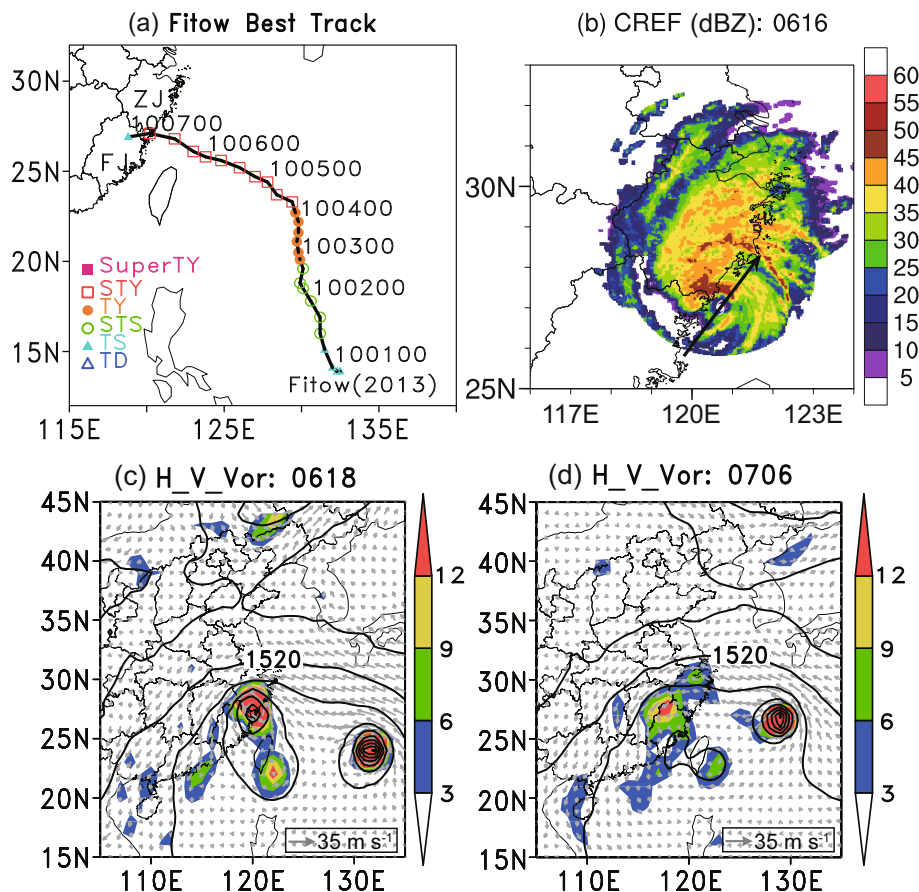 (a) Fitow Best Track
30N
25N
20N
15N
115E
125E
135E
ZJ
FJ
100700
100600
100500
100400
100300
100200
100100
Fitow(2013)
SuperTY
STY
TY
STS
TS
TD
(b) CREF (dBZ): 0616
30N
25N
117E
120E
123E
60
55
50
45
40
35
30
25
20
15
10
5
(c) H_V_Vor: 0618
45N
40N
35N
30N
25N
20N
15N
110E
120E
130E
1520
35 m s-1
12
9
6
3
(d) H_V_Vor: 0706
45N
40N
35N
30N
25N
20N
15N
110E
120E
130E
1520
35 m s-1
12
9
6
3